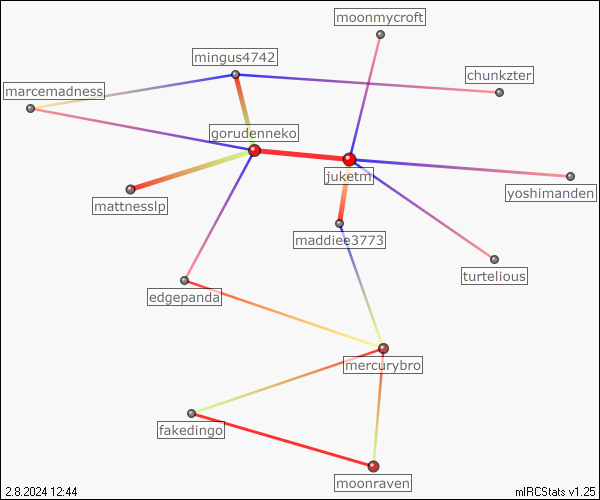 moonmycroft
mingus4742
chunkzter
marcemadness
gorudenneko
juketm
yoshimanden
mattnesslp
maddiee3773
turtelious
edgepanda
mercurybro
fakedingo
moonraven
2.8.2024 12:44
mIRCStats v1.25